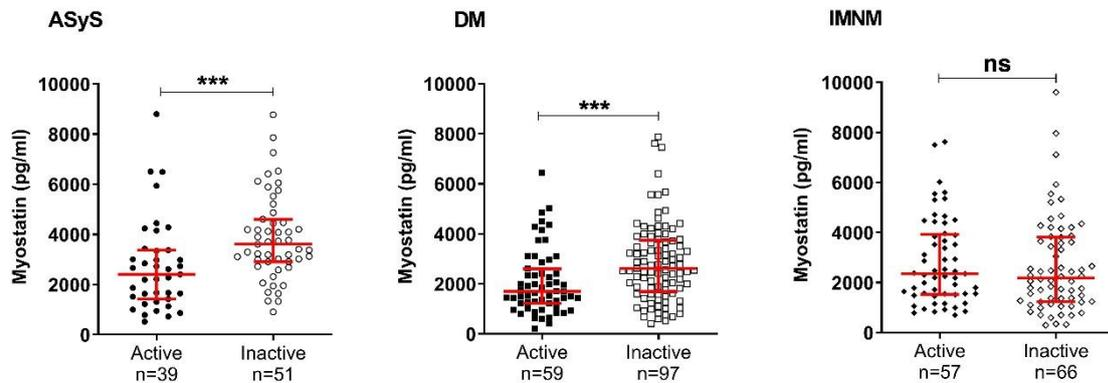 ASyS
DM
IMNM
***
***
ns
Myostatin (pg/ml)
10000
8000
6000
4000
2000
0
Active
n=39
Inactive
n=51
Myostatin (pg/ml)
10000
8000
6000
4000
2000
0
Active
n=59
Inactive
n=97
Myostatin (pg/ml)
10000
8000
6000
4000
2000
0
Active
n=57
Inactive
n=66